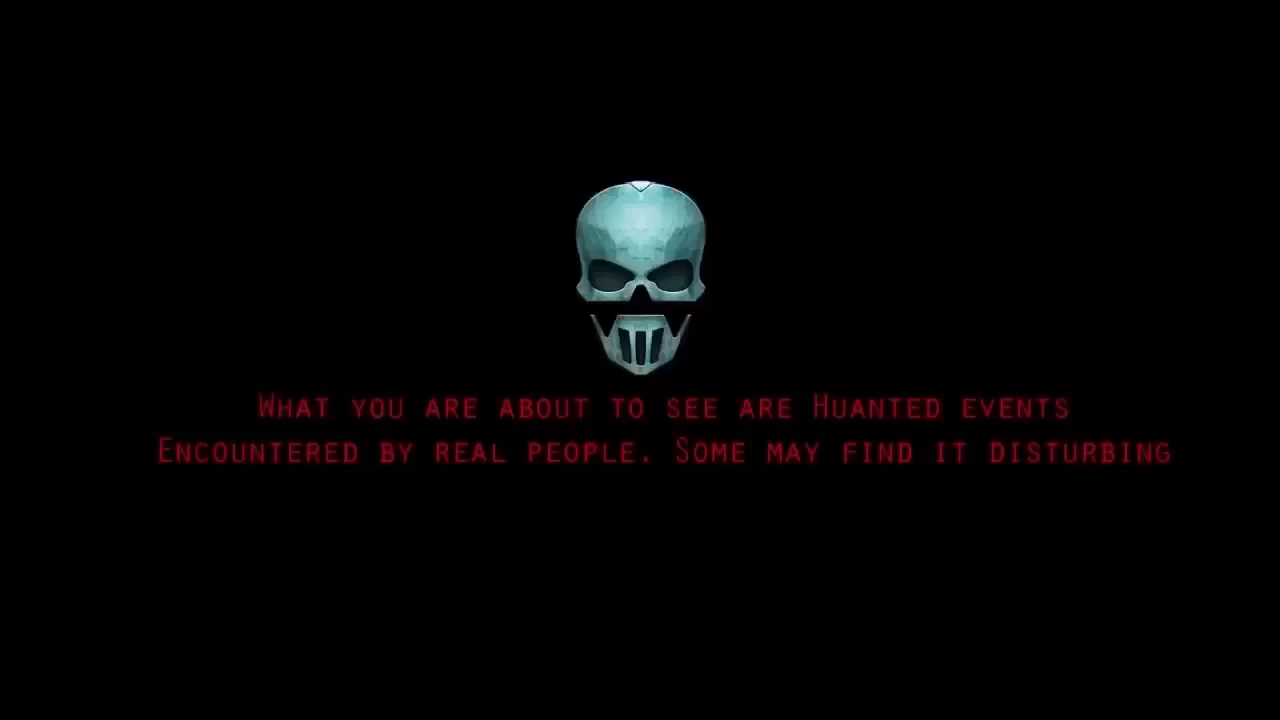 What you are about to see are Huanted events
Encountered by real people. Some may find it disturbing